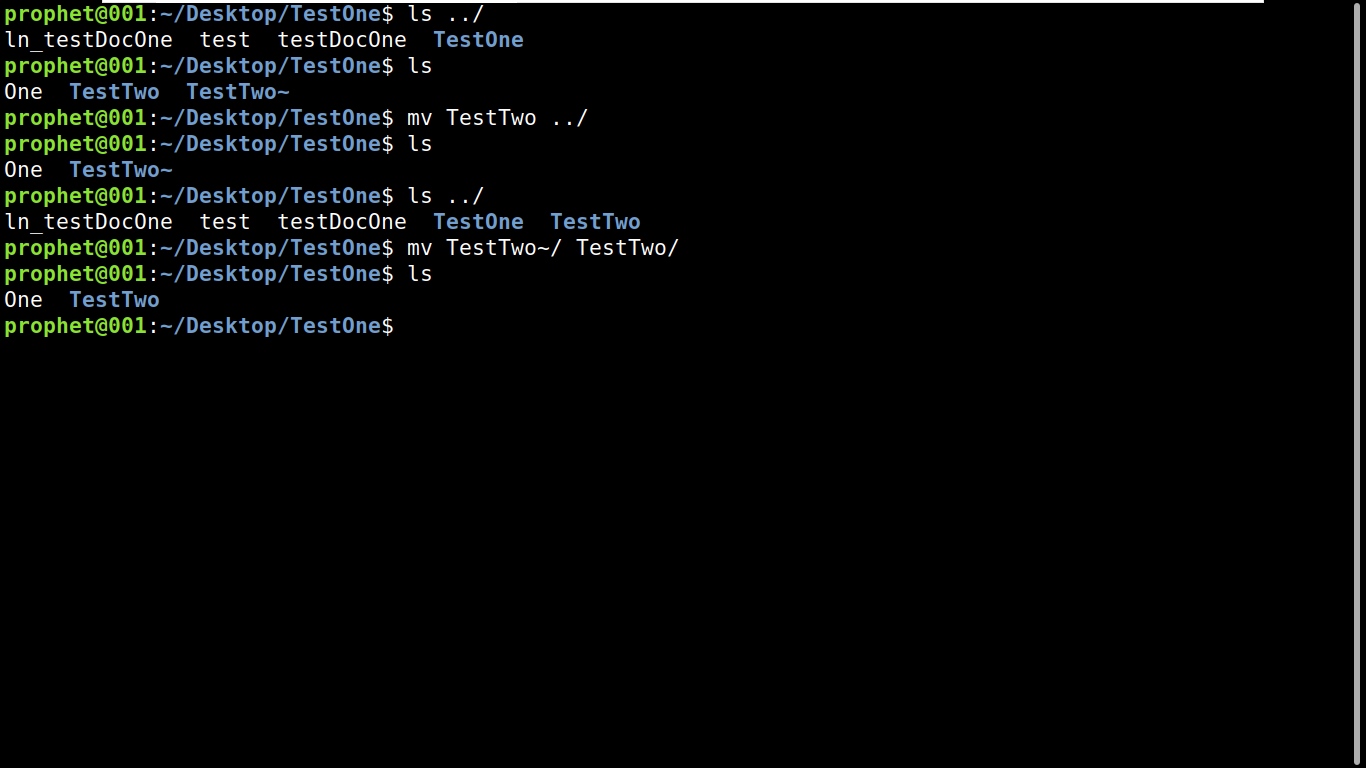 prophet@001:~/Desktop/TestOne$ ls ../
ln_testDocOne  test  testDocOne  TestOne
prophet@001:~/Desktop/TestOne$ ls
One  TestTwo  TestTwo~
prophet@001:~/Desktop/TestOne$ mv TestTwo ../
prophet@001:~/Desktop/TestOne$ ls
One  TestTwo~
prophet@001:~/Desktop/TestOne$ ls ../
ln_testDocOne  test  testDocOne  TestOne  TestTwo
prophet@001:~/Desktop/TestOne$ mv TestTwo~/ TestTwo/
prophet@001:~/Desktop/TestOne$ ls
One  TestTwo
prophet@001:~/Desktop/TestOne$